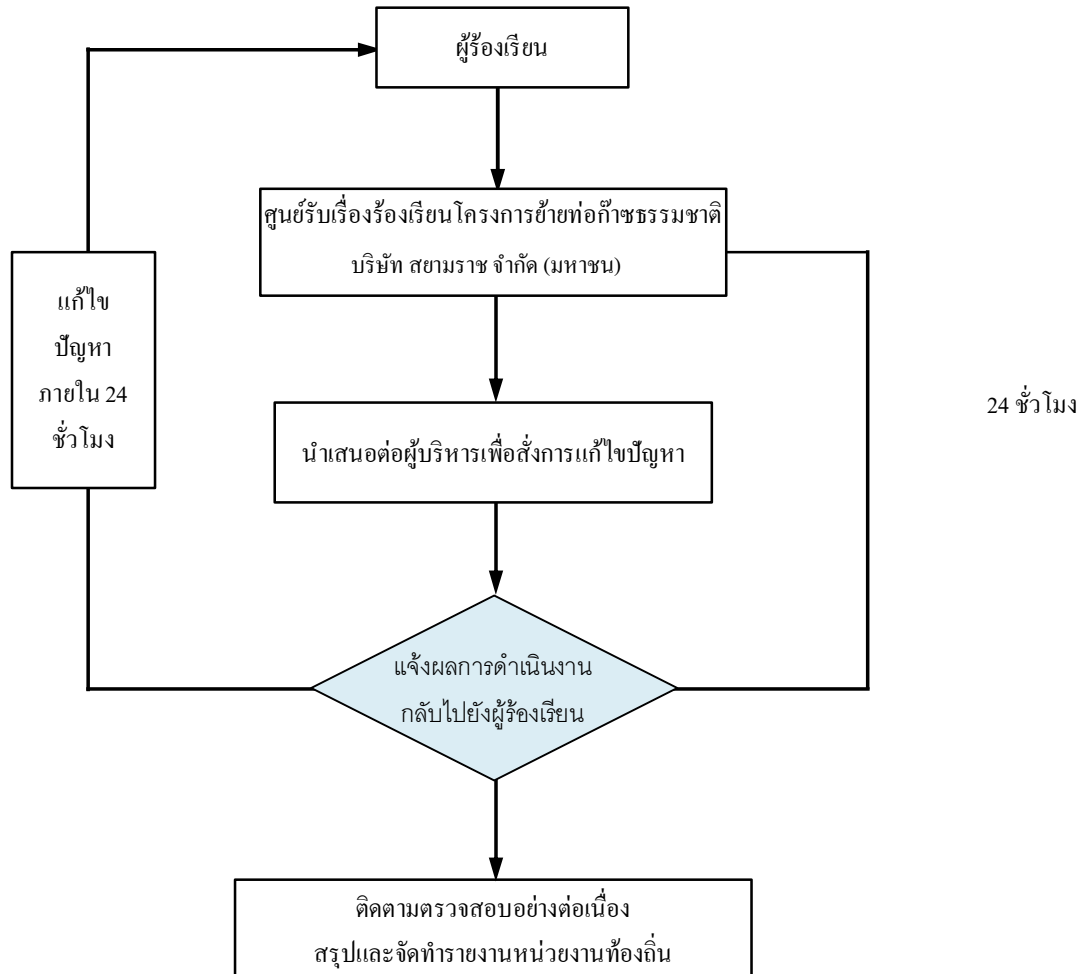 ผู้ร้องเรียน
ศูนย์รับเรื่องร้องเรียนโครงการย้ายท่อก๊าซธรรมชาติ
บริษัท สยามราช จำกัด (มหาชน)
แก้ไข
ปัญหา
ภายใน 24
ชั่วโมง
24 ชั่วโมง
นำเสนอต่อผู้บริหารเพื่อสั่งการแก้ไขปัญหา
แจ้งผลการดำเนินงาน
กลับไปยังผู้ร้องเรียน
ติดตามตรวจสอบอย่างต่อเนื่อง
สรุปและจัดทำรายงานหน่วยงานท้องถิ่น